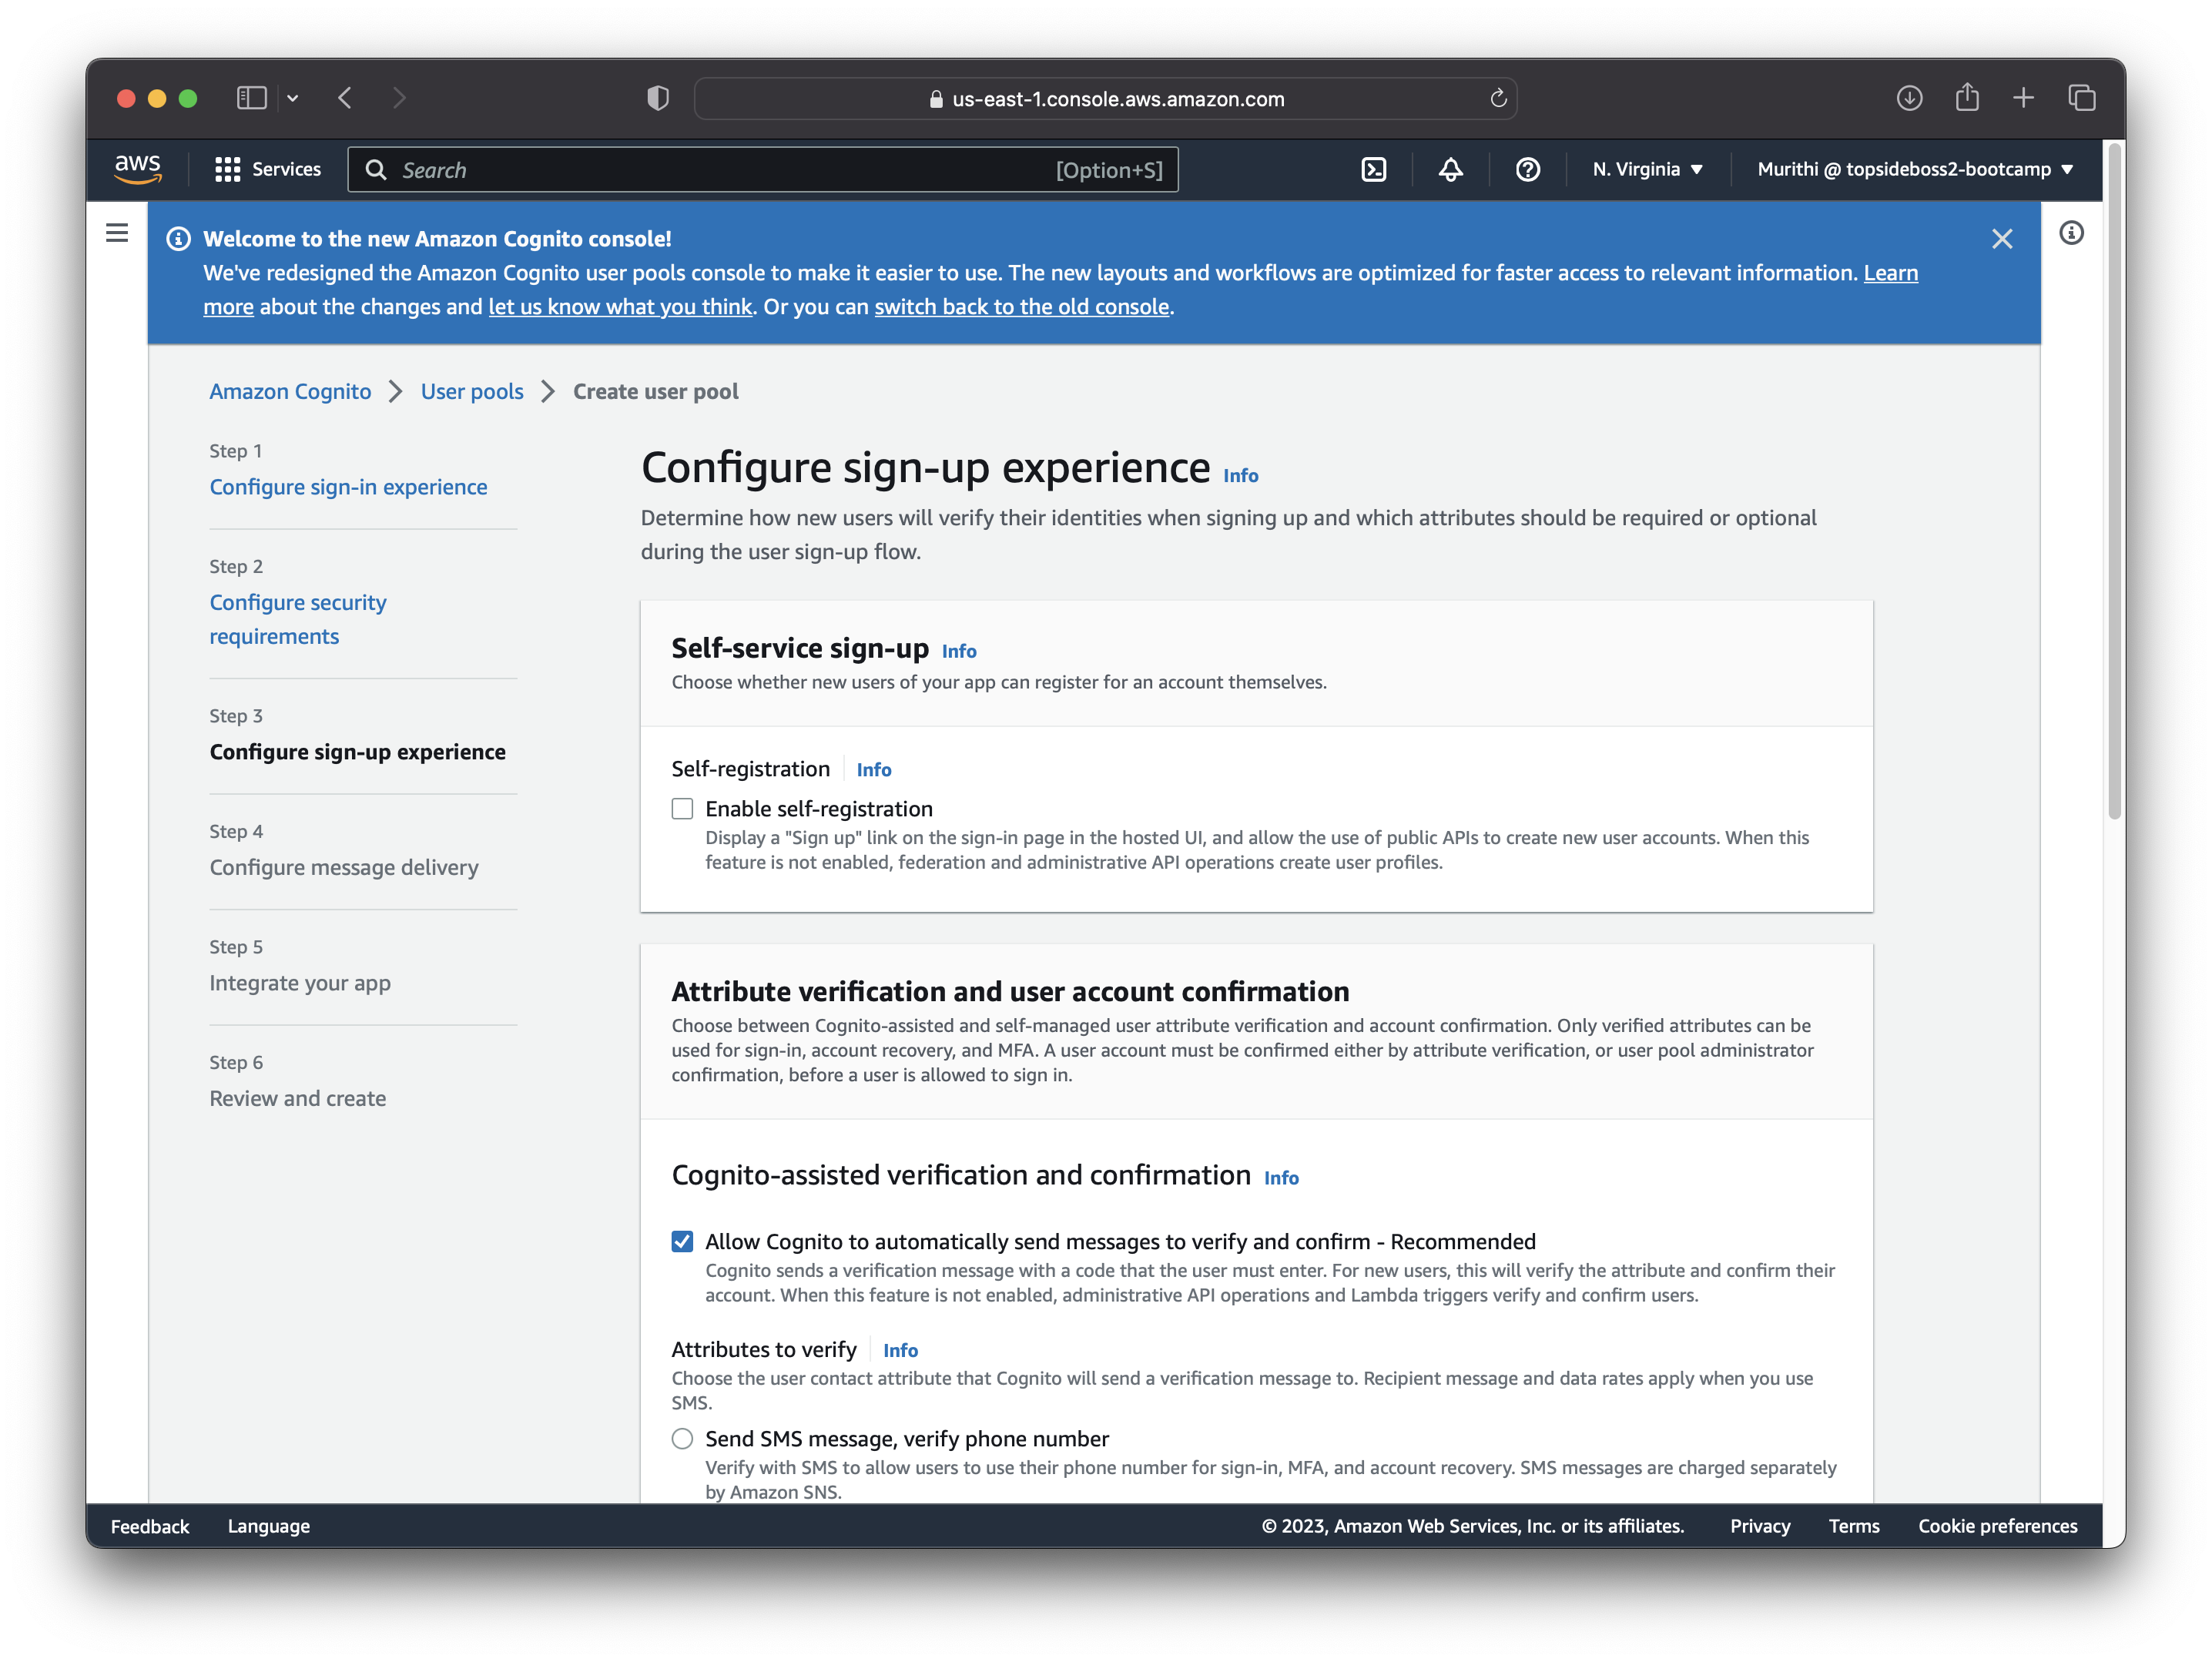 us-east-1.console.aws.amazon.com
aws
Services
Search
[Option+S]
N. Virginia
Murithi @ topsideboss2-bootcamp
Welcome to the new Amazon Cognito console!
We've redesigned the Amazon Cognito user pools console to make it easier to use. The new layouts and workflows are optimized for faster access to relevant information. Learn
more about the changes and let us know what you think. Or you can switch back to the old console.
Amazon Cognito
User pools
Create user pool
Step 1
Configure sign-in experience
Step 2
Configure security
requirements
Step 3
Configure sign-up experience
Step 4
Configure message delivery
Step 5
Integrate your app
Step 6
Review and create
Configure sign-up experience Info
Determine how new users will verify their identities when signing up and which attributes should be required or optional
during the user sign-up flow.
Self-service sign-up Info
Choose whether new users of your app can register for an account themselves.
Self-registration Info
Enable self-registration
Display a "Sign up" link on the sign-in page in the hosted UI, and allow the use of public APIs to create new user accounts. When this
feature is not enabled, federation and administrative API operations create user profiles.
Attribute verification and user account confirmation
Choose between Cognito-assisted and self-managed user attribute verification and account confirmation. Only verified attributes can be
used for sign-in, account recovery, and MFA. A user account must be confirmed either by attribute verification, or user pool administrator
confirmation, before a user is allowed to sign in.
Cognito-assisted verification and confirmation Info
Allow Cognito to automatically send messages to verify and confirm - Recommended
Cognito sends a verification message with a code that the user must enter. For new users, this will verify the attribute and confirm their
account. When this feature is not enabled, administrative API operations and Lambda triggers verify and confirm users.
Attributes to verify Info
Choose the user contact attribute that Cognito will send a verification message to. Recipient message and data rates apply when you use
SMS.
Send SMS message, verify phone number
Verify with SMS to allow users to use their phone number for sign-in, MFA, and account recovery. SMS messages are charged separately
by Amazon SNS.
Feedback
Language
© 2023, Amazon Web Services, Inc. or its affiliates.
Privacy
Terms
Cookie preferences